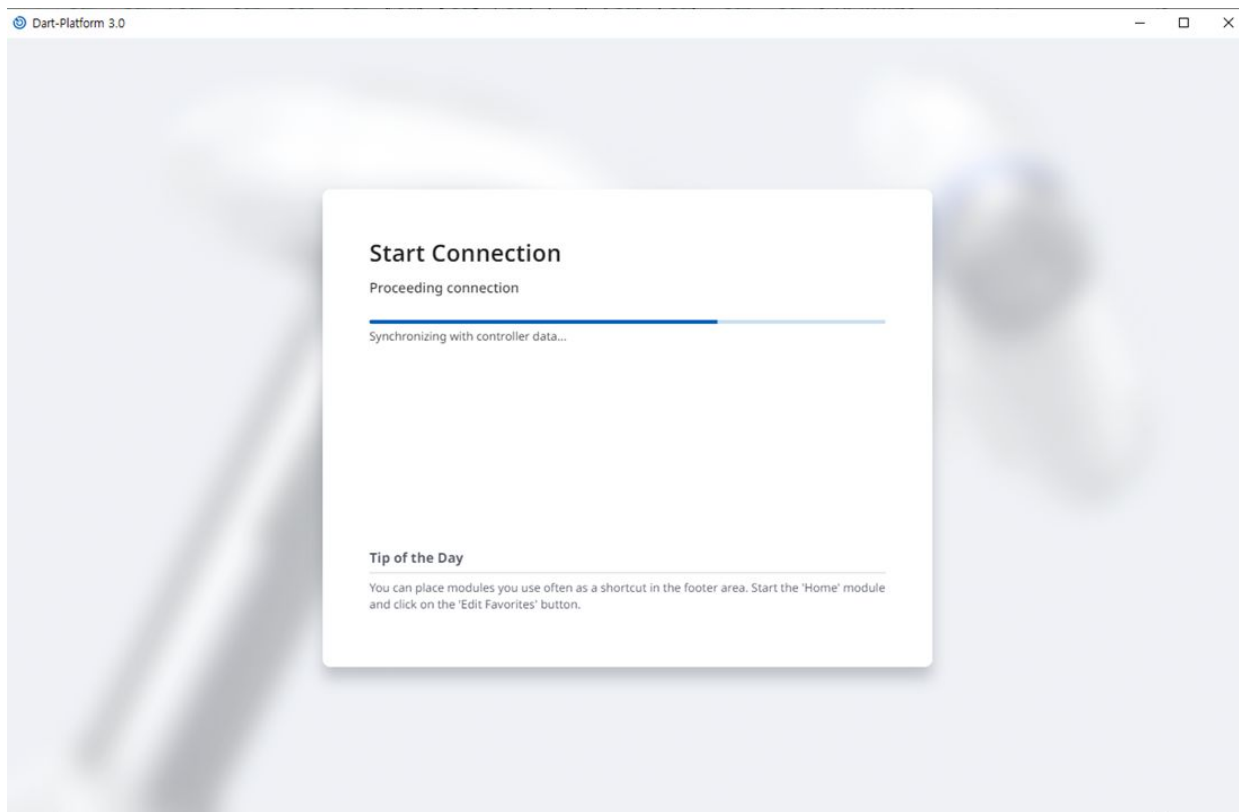 Dart-Platform 3.0
Start Connection
Proceeding connection
Synchronizing with controller data...
Tip of the Day
You can place modules you use often as a shortcut in the footer area. Start the 'Home' module
and click on the 'Edit Favorites' button.